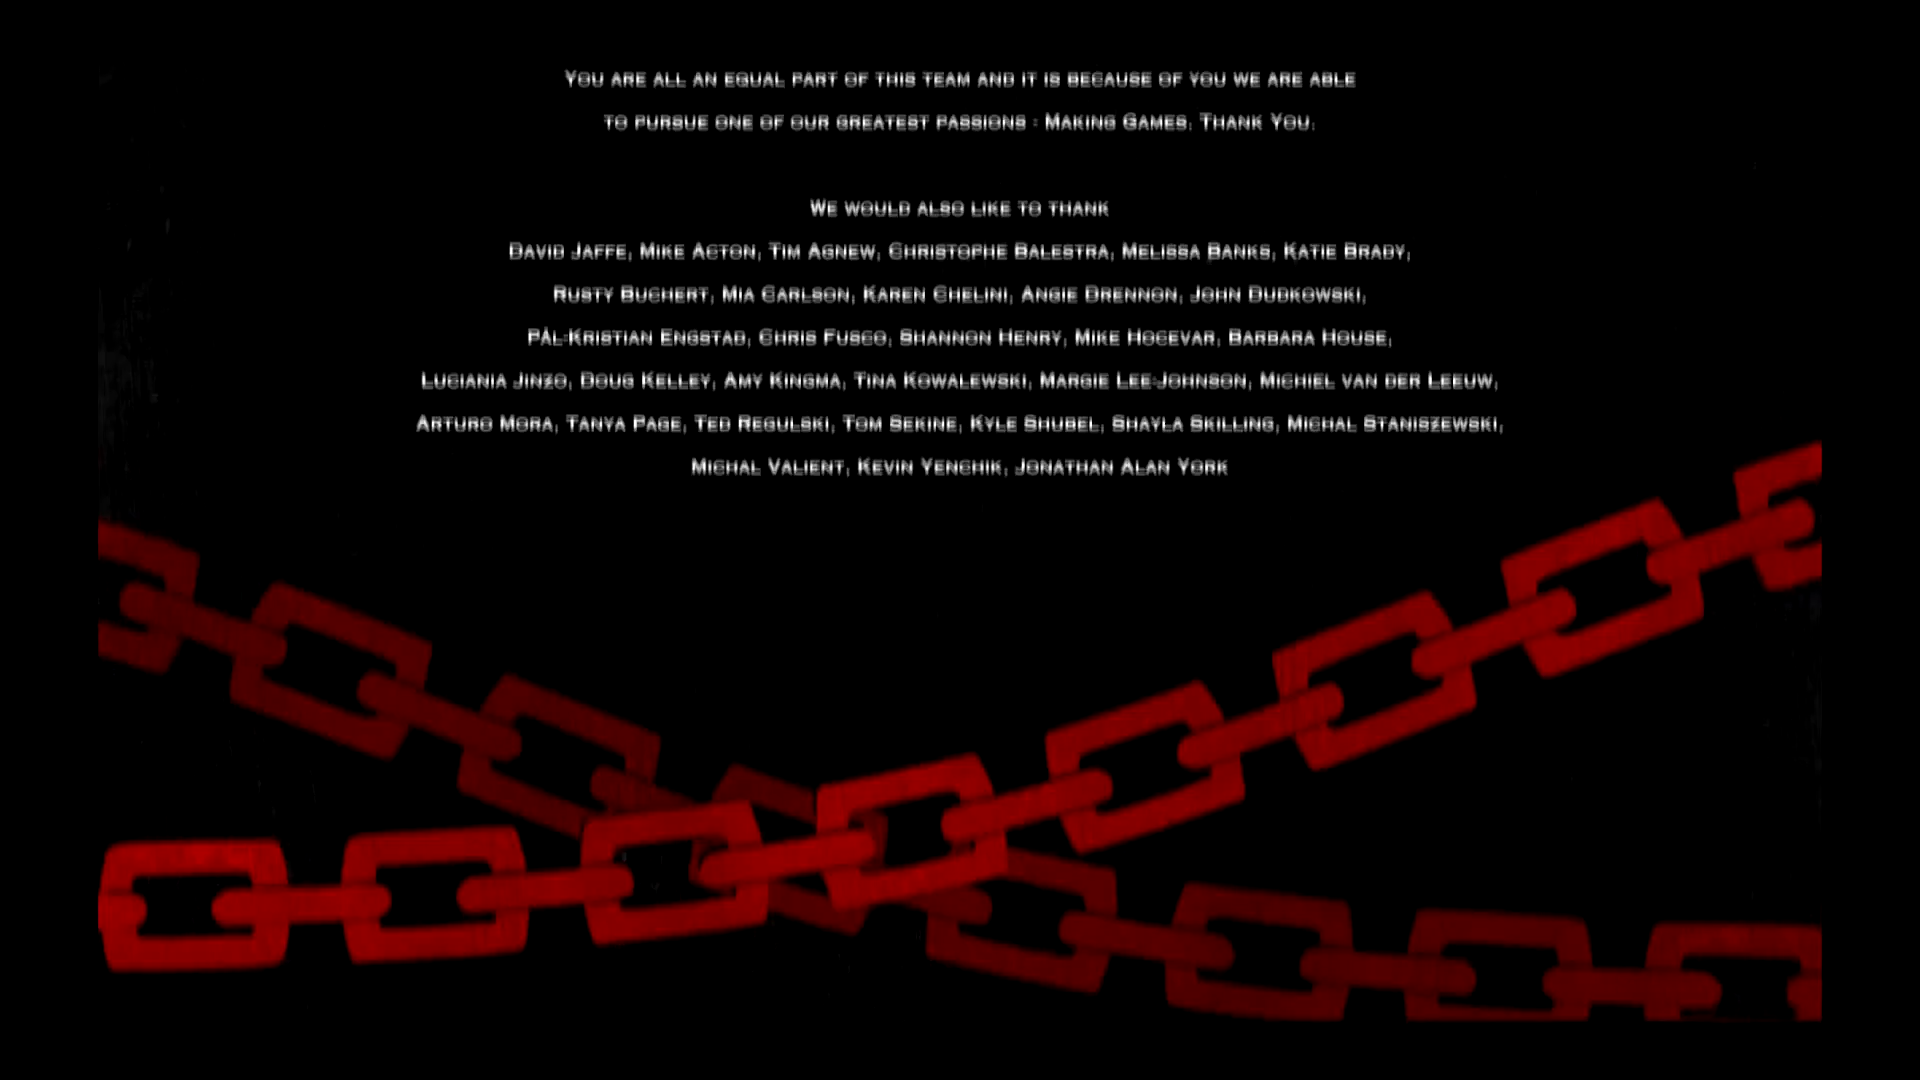 You are all an equal part of this team and it is because of you we are able
to pursue one of our greatest passions - Making Games. Thank You.
We would also like to thank
David Jaffe, Mike Acton, Tim Agnew, Christophe Balestra, Melissa Banks, Katie Brady,
Rusty Buchert, Mia Carlson, Karen Chelini, Angie Drennon, John Dudkowski,
Pål-Kristian Engstad, Chris Fusco, Shannon Henry, Mike Hocevar, Barbara House,
Luciania Jinzo, Doug Kelley, Amy Kingma, Tina Kowalewski, Margie Lee-Johnson, Michiel van der Leeuw,
Arturo Mora, Tanya Page, Ted Regulski, Tom Sekine, Kyle Shubel, Shayla Skilling, Michal Staniszewski,
Michal Valient, Kevin Yenchik, Jonathan Alan York